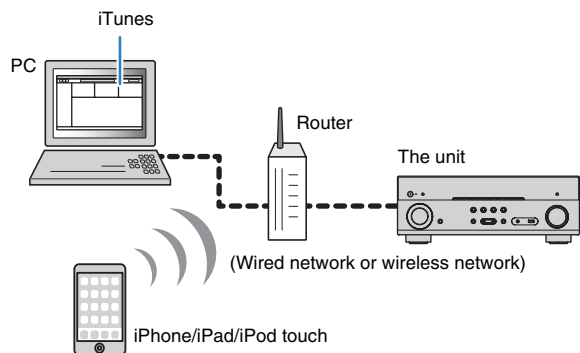 iTunes
PC
Router
The unit
(Wired network or wireless network)
iPhone/iPad/iPod touch